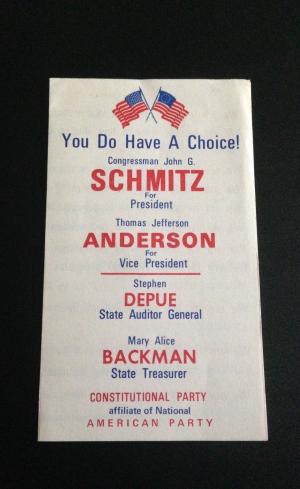 You Do Have A Choice!
Congressman John G.
SCHMITZ
For
President
Thomas Jefferson
ANDERSON
For
Vice President
Stephen
DEPUE
State Auditor General
Mary Alice
BACKMAN
State Treasurer
CONSTITUTIONAL PARTY
affiliate of National
AMERICAN PARTY